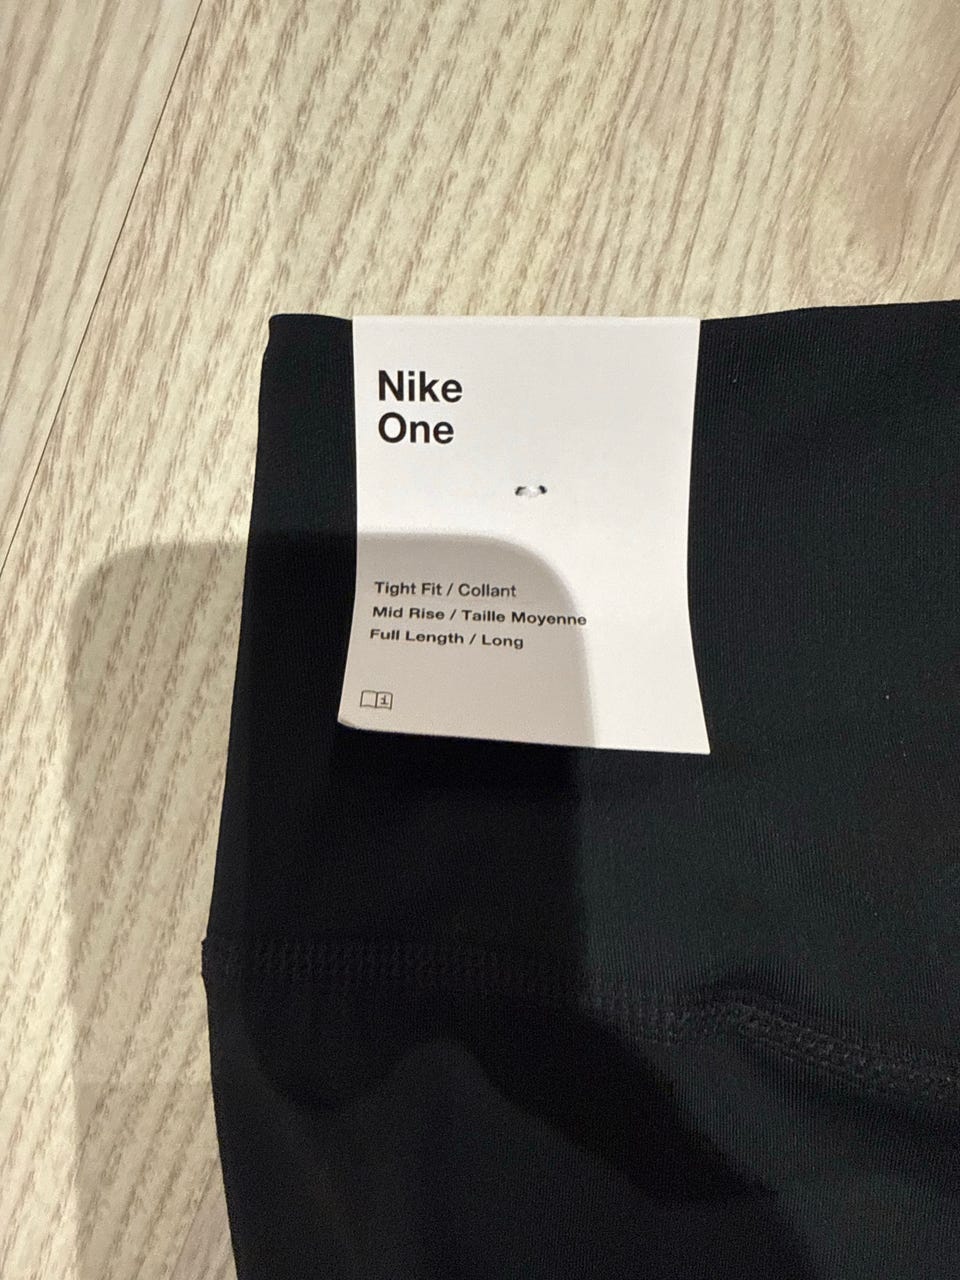 Nike
One
Tight Fit / Collant
Mid Rise / Taille Moyenne
Full Length / Long
i